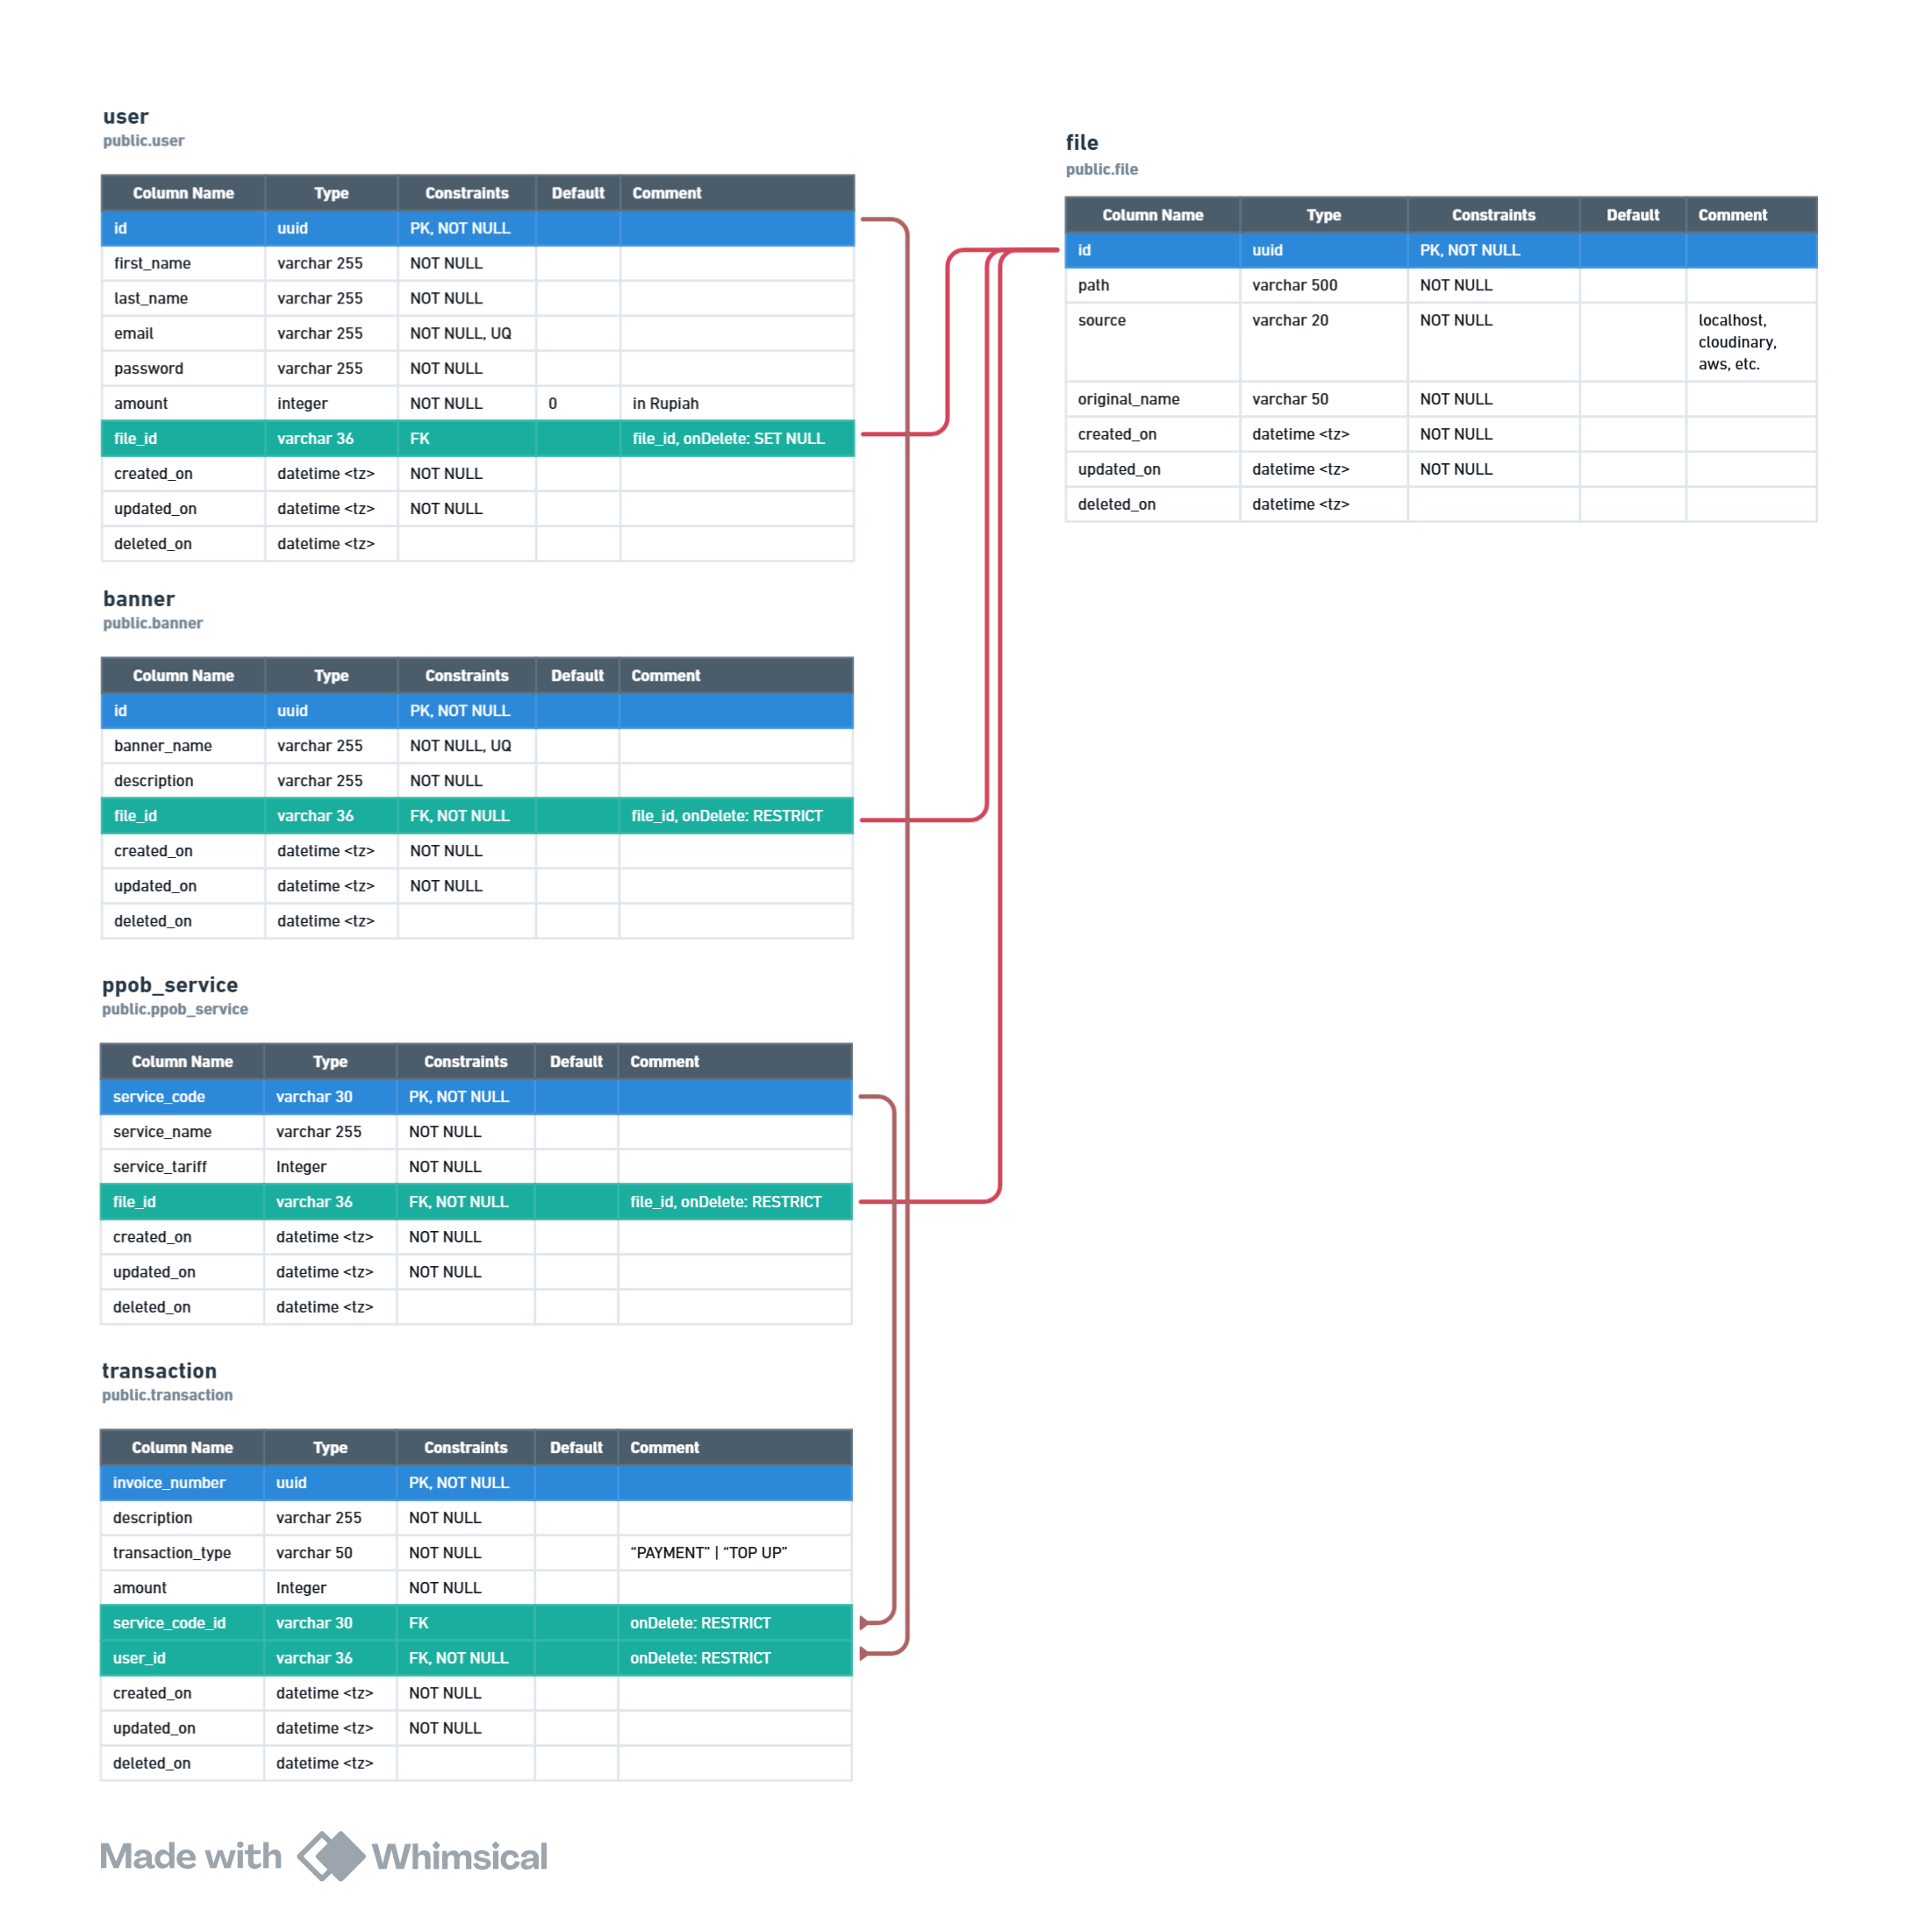 user
public.user
Column Name Type Constraints Default Comment
id uuid PK, NOT NULL
first_name varchar 255 NOT NULL
last_name varchar 255 NOT NULL
email varchar 255 NOT NULL, UQ
password varchar 255 NOT NULL
amount integer NOT NULL 0 in Rupiah
file_id varchar 36 FK file_id, onDelete: SET NULL
created_on datetime <tz> NOT NULL
updated_on datetime <tz> NOT NULL
deleted_on datetime <tz>
banner
public.banner
Column Name Type Constraints Default Comment
id uuid PK, NOT NULL
banner_name varchar 255 NOT NULL, UQ
description varchar 255 NOT NULL
file_id varchar 36 FK, NOT NULL file_id, onDelete: RESTRICT
created_on datetime <tz> NOT NULL
updated_on datetime <tz> NOT NULL
deleted_on datetime <tz>
ppob_service
public.ppob_service
Column Name Type Constraints Default Comment
service_code varchar 30 PK, NOT NULL
service_name varchar 255 NOT NULL
service_tariff Integer NOT NULL
file_id varchar 36 FK, NOT NULL file_id, onDelete: RESTRICT
created_on datetime <tz> NOT NULL
updated_on datetime <tz> NOT NULL
deleted_on datetime <tz>
transaction
public.transaction
Column Name Type Constraints Default Comment
invoice_number uuid PK, NOT NULL
description varchar 255 NOT NULL
transaction_type varchar 50 NOT NULL “PAYMENT” | “TOP UP”
amount Integer NOT NULL
service_code_id varchar 30 FK onDelete: RESTRICT
user_id varchar 36 FK, NOT NULL onDelete: RESTRICT
created_on datetime <tz> NOT NULL
updated_on datetime <tz> NOT NULL
deleted_on datetime <tz>
file
public.file
Column Name Type Constraints Default Comment
id uuid PK, NOT NULL
path varchar 500 NOT NULL
source varchar 20 NOT NULL localhost,
cloudinary,
aws, etc.
original_name varchar 50 NOT NULL
created_on datetime <tz> NOT NULL
updated_on datetime <tz> NOT NULL
deleted_on datetime <tz>
Made with Whimsical